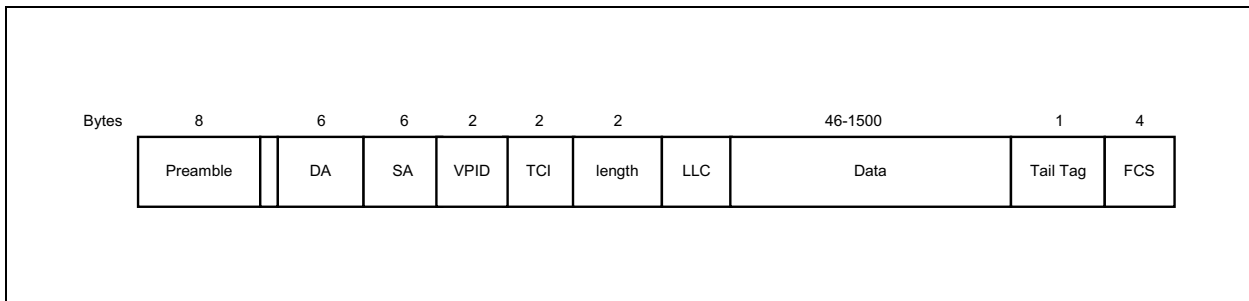 Bytes 8 6 6 2 2 2 46-1500 1 4
Preamble DA SA VPID TCI length LLC Data Tail Tag FCS